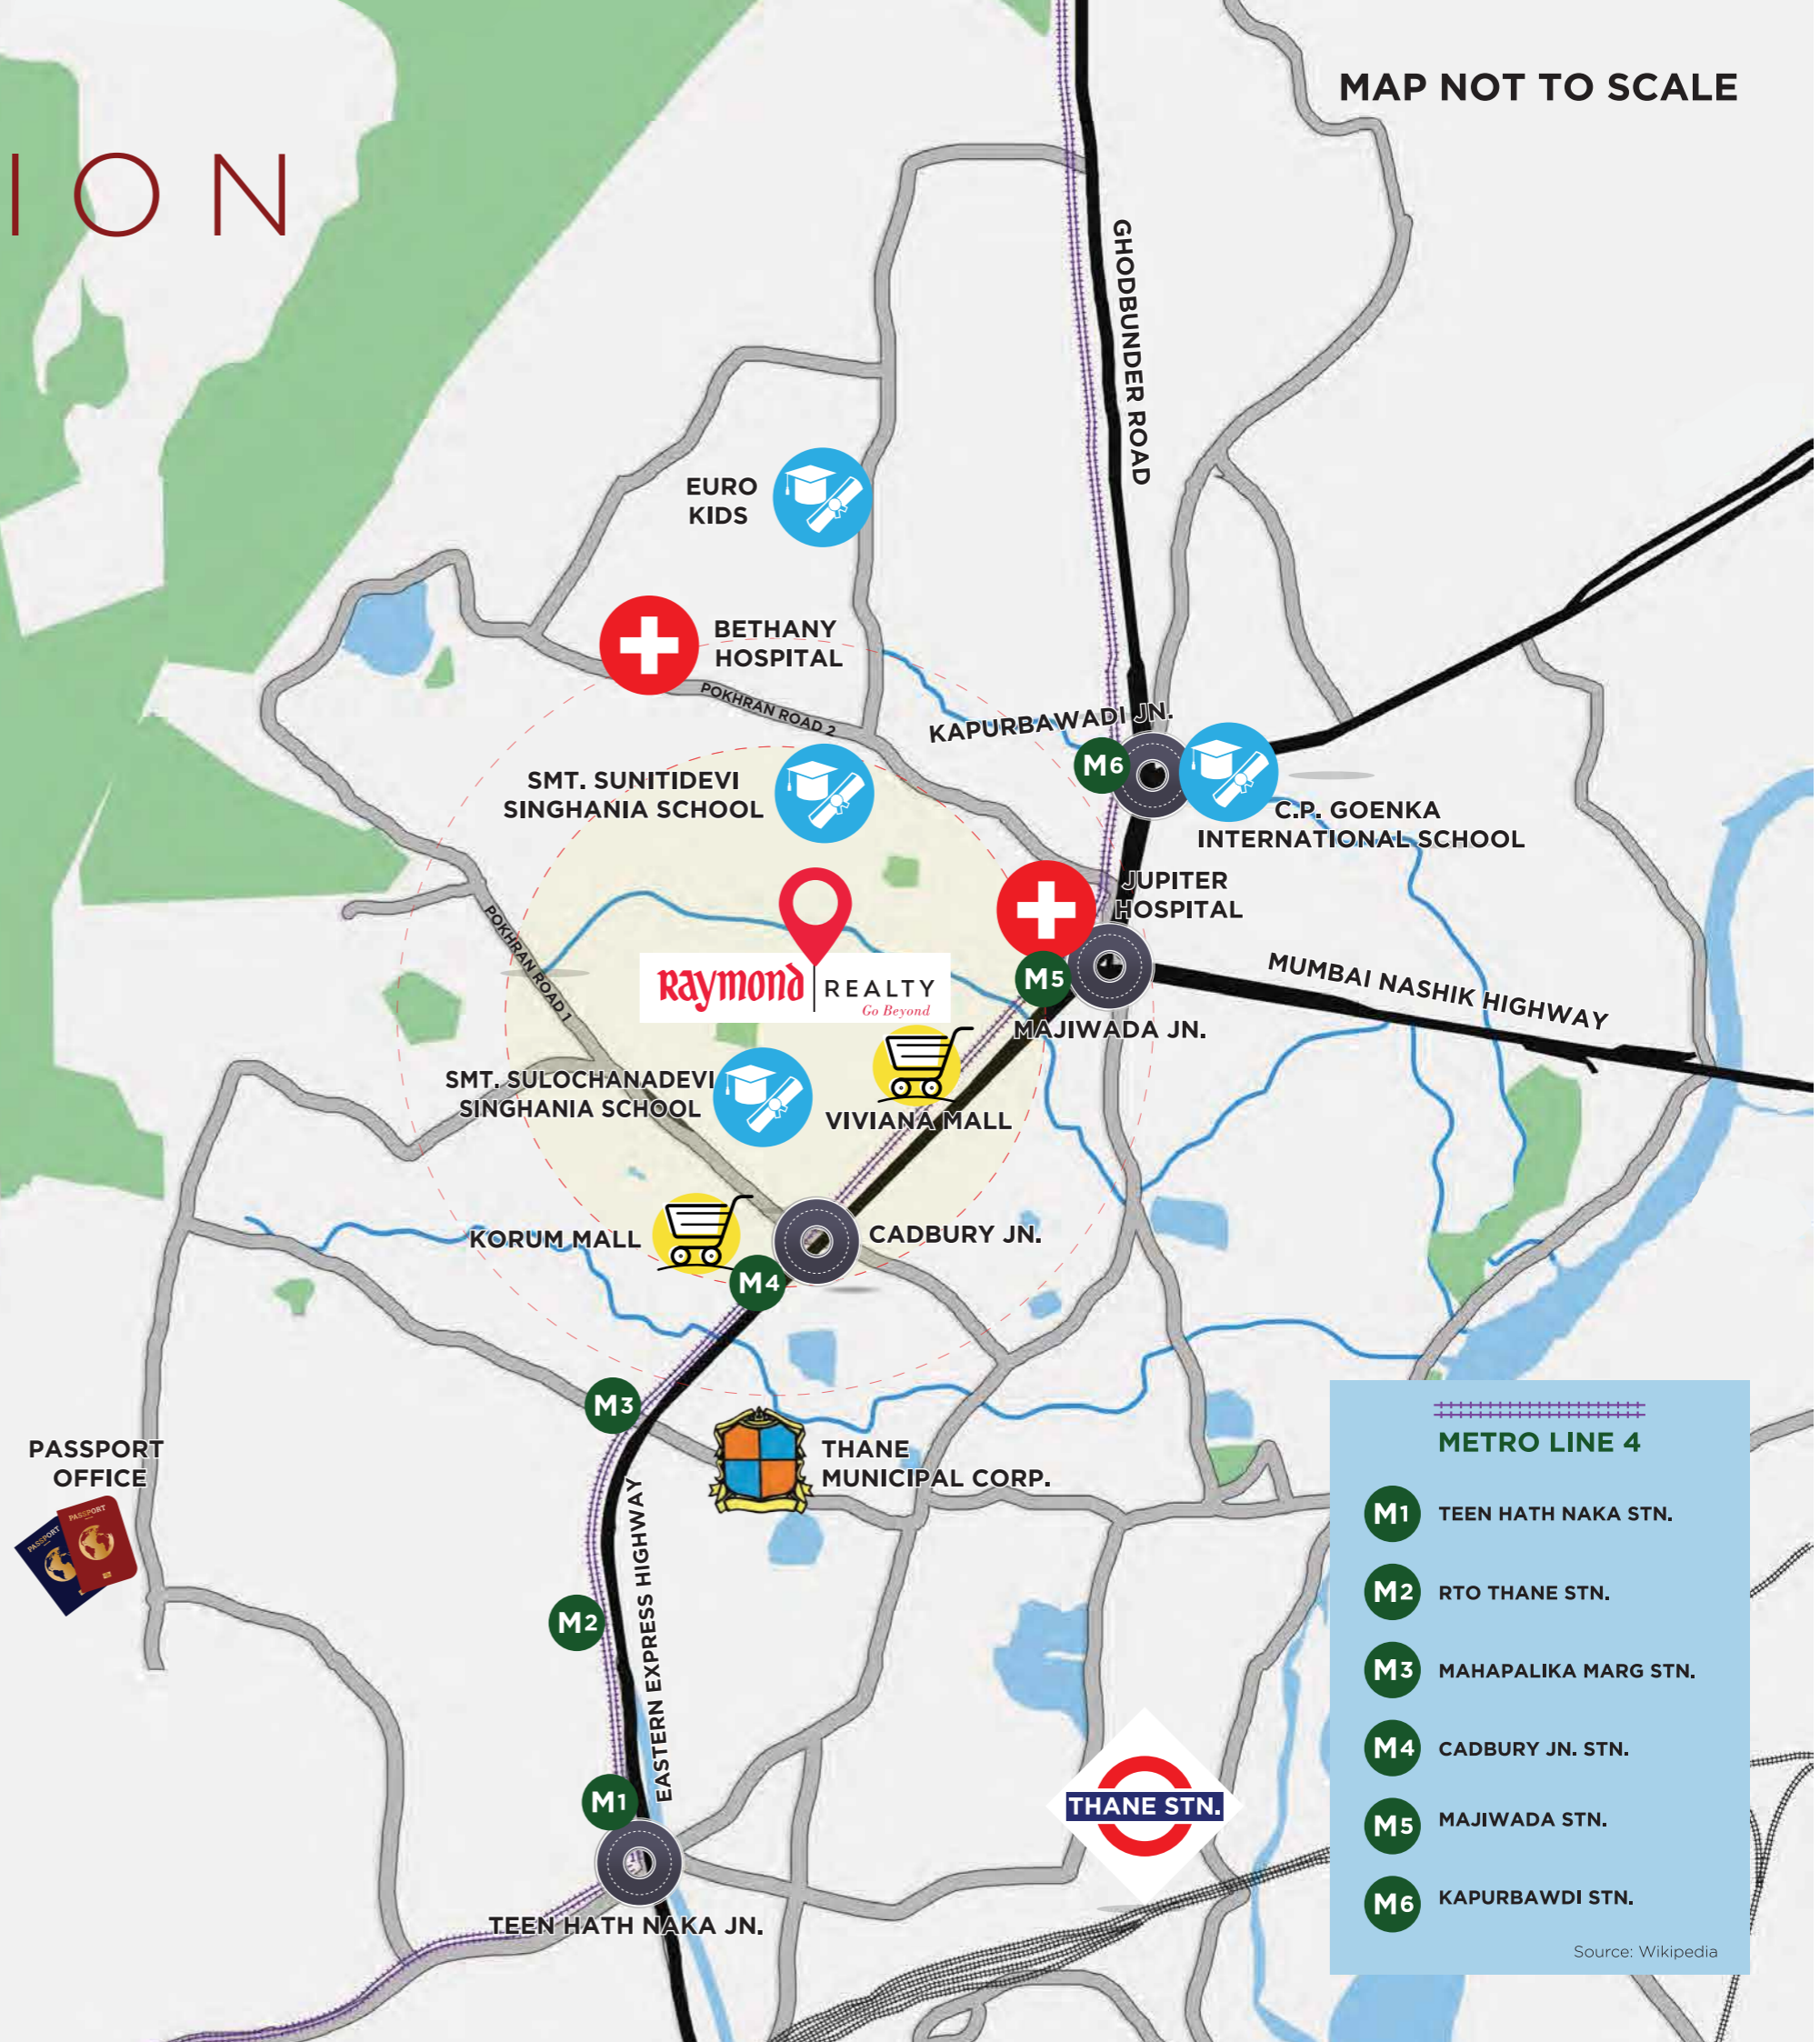 MAP NOT TO SCALE
ION
GHODBUNDER ROAD
EURO
KIDS
BETHANY
HOSPITAL
POKHRAN ROAD 2
KAPURBAWADI JN.
M6
SMT. SUNITIDEVI
SINGHANIA SCHOOL
C.P. GOENKA
INTERNATIONAL SCHOOL
JUPITER
HOSPITAL
POKHRAN ROAD 1
Raymond
REALTY
Go Beyond
M5
MUMBAI NASHIK HIGHWAY
MAJIWADA JN.
SMT. SULOCHANADEVI
SINGHANIA SCHOOL
VIVIANA MALL
KORUM MALL
CADBURY JN.
M4
M3
PASSPORT
OFFICE
PASSPORT
PASSPORT
THANE
MUNICIPAL CORP.
EASTERN EXPRESS HIGHWAY
M2
M1
THANE STN.
TEEN HATH NAKA JN.
METRO LINE 4
M1 TEEN HATH NAKA STN.
M2 RTO THANE STN.
M3 MAHAPALIKA MARG STN.
M4 CADBURY JN. STN.
M5 MAJIWADA STN.
M6 KAPURBAWDI STN.
Source: Wikipedia